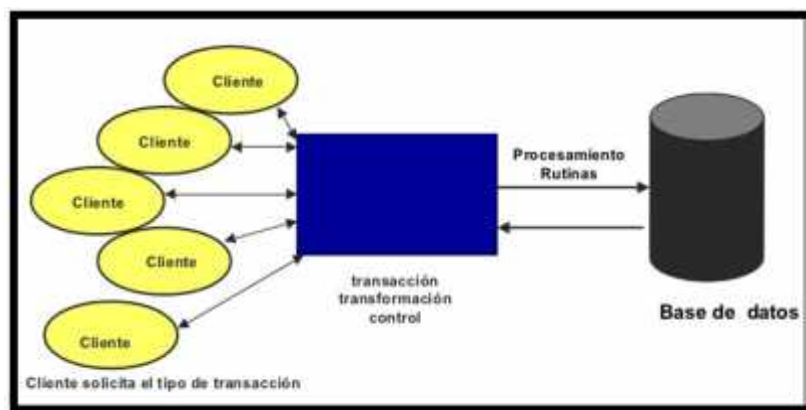 Cliente
Cliente
Cliente
Cliente
Cliente
Cliente solicita el tipo de transacción
transacción
transformación
control
Procesamiento
Rutinas
Base de datos